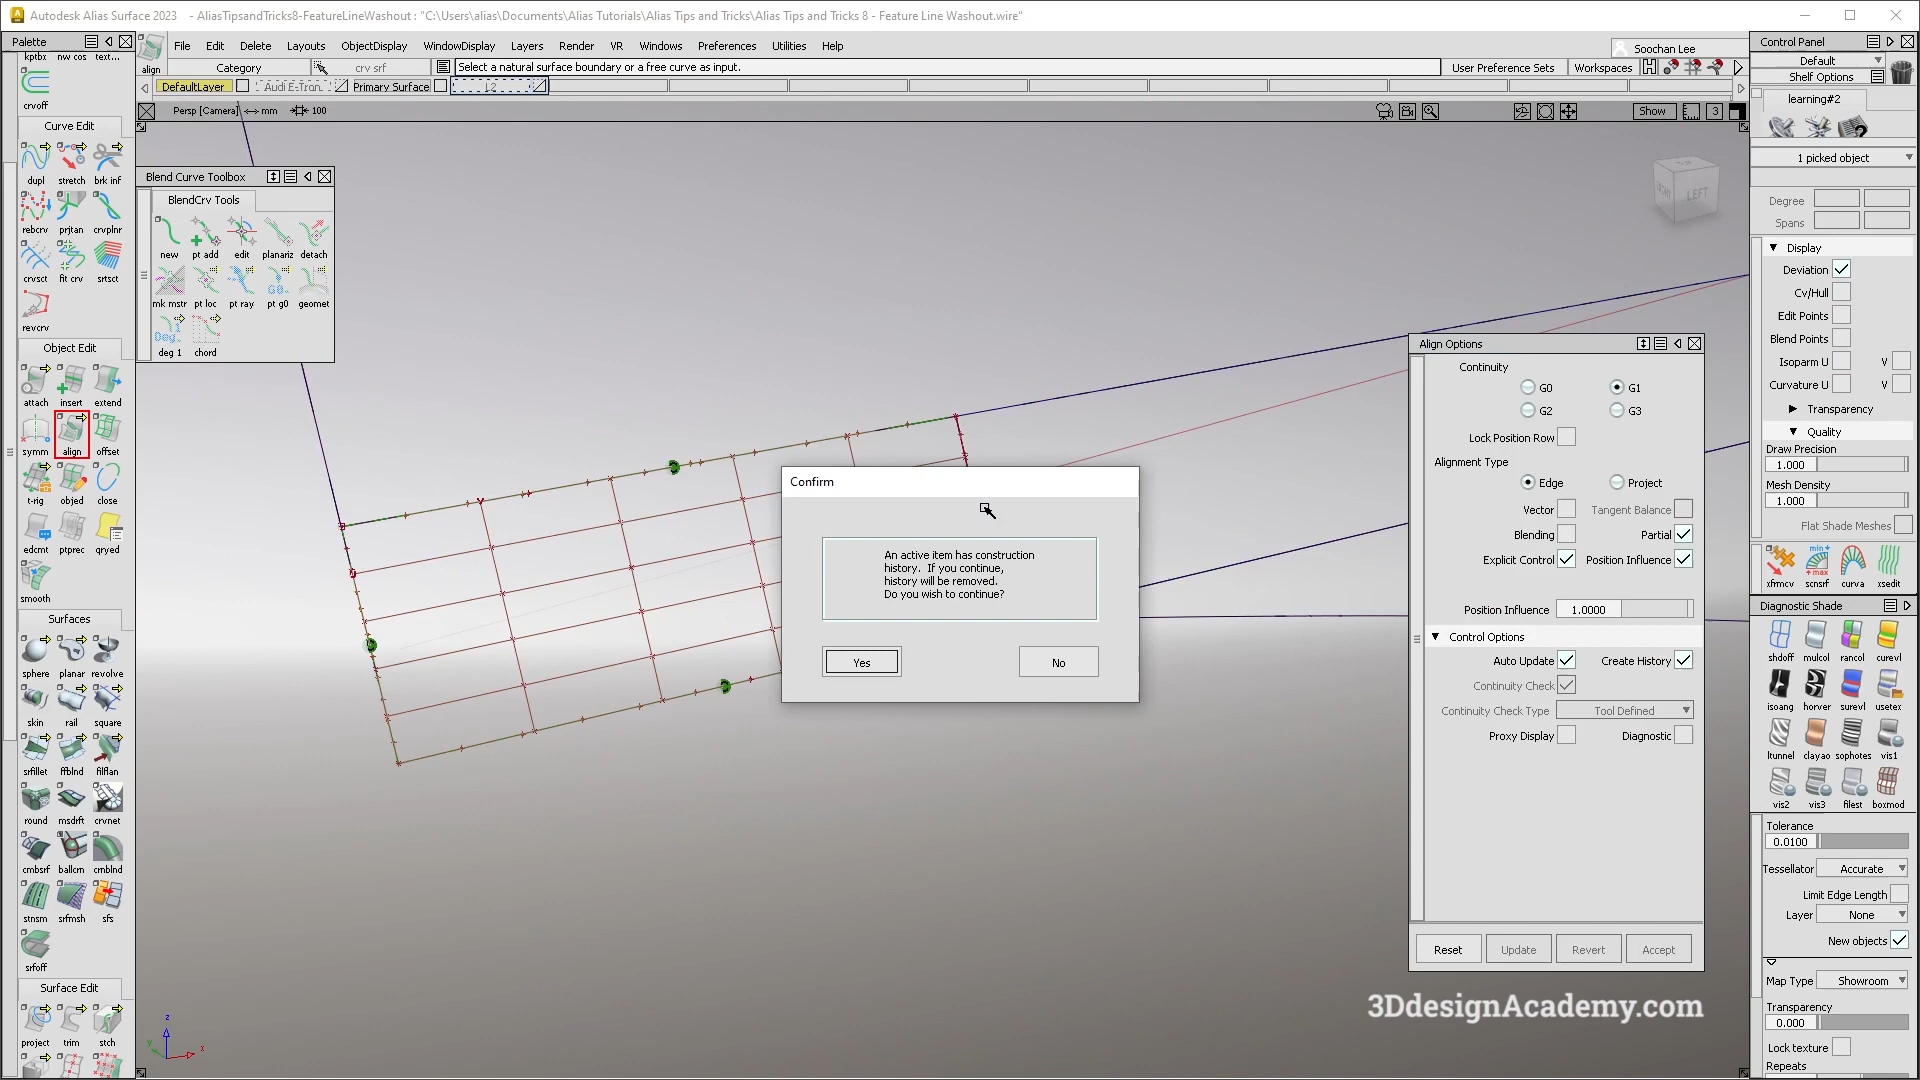 Autodesk Alias Surface 2023 - AliasTipsandTricks8-FeatureLineWashout : "C:\Users\alias\Documents\Alias Tutorials\Alias Tips and Tricks\Alias Tips and Tricks 8 - Feature Line Washout.wire"
Palette
File Edit Delete Layouts ObjectDisplay WindowDisplay Layers Render VR Windows Preferences Utilities Help
Soochan Lee
Control Panel
Default
align
Category
crv srf
Select a natural surface boundary or a free curve as input.
User Preference Sets
Workspaces
Shelf Options
DefaultLayer
Audi E-Tran..
Primary Surface
L2
learning#2
Persp [Camera] mm 100
Show
3
1 picked object
Degree
Spans
kptbx nw cos text...
crvoff
Curve Edit
dupl stretch brk inf
rebcrv prjtan crvplnr
crvsct fit crv srtsct
revcrv
Object Edit
attach insert extend
symm align offset
t-rig objed close
edcmt ptprec qryed
smooth
Surfaces
sphere planar revolve
skin rail square
srfillet ffblnd filflan
round msdrft crvnet
cmbsrf ballcrn cmblnd
stnsm srfmsh sfs
srfoff
Surface Edit
project trim stch
Blend Curve Toolbox
BlendCrv Tools
new pt add edit planariz detach
mk mstr pt loc pt ray pt g0 geomet
deg 1 chord
LEFT
Confirm
An active item has construction
history. If you continue,
history will be removed.
Do you wish to continue?
Yes
No
Align Options
Continuity
G0 G1
G2 G3
Lock Position Row
Alignment Type
Edge Project
Vector Tangent Balance
Blending Partial
Explicit Control Position Influence
Position Influence 1.0000
Control Options
Auto Update Create History
Continuity Check
Continuity Check Type Tool Defined
Proxy Display Diagnostic
Reset Update Revert Accept
Display
Deviation
Cv/Hull
Edit Points
Blend Points
Isoparm U V
Curvature U V
Transparency
Quality
Draw Precision
1.000
Mesh Density
1.000
Flat Shade Meshes
xfrmcv scnsrf curva xsedit
Diagnostic Shade
shdoff mulcol rancol curevl
isoang horver surevl usetex
ltunnel clayao sophotes vis1
vis2 vis3 filest boxmod
Tolerance
0.0100
Tessellator Accurate
Limit Edge Length
Layer None
New objects
Map Type Showroom
Transparency
0.000
Lock texture
Repeats
z
y
x
3DdesignAcademy.com